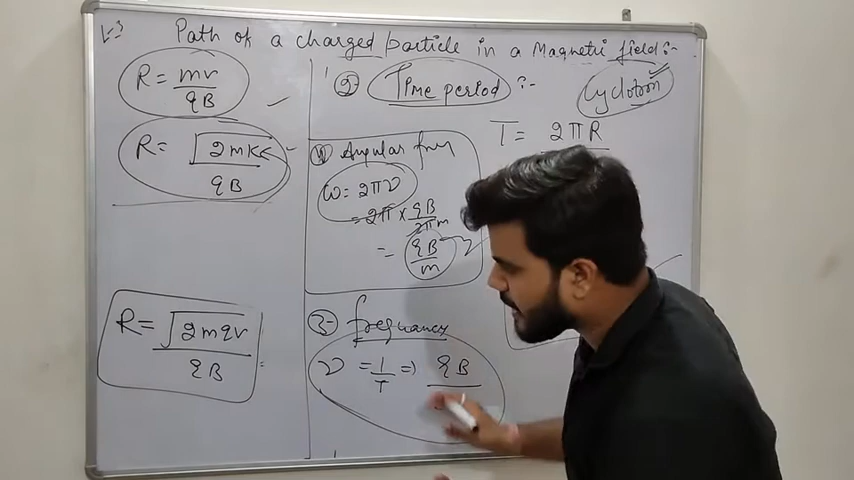 Path of a charged particle in a Magnetic field :-
R = mv / qB
R = √2mKE / qB
R = √2mqv / qB
② Time period :-
Cyclotron
T = 2πR
④ Angular freq
ω = 2πν
= 2π × qB / 2πm
= qB / m
③ frequency
ν = 1/T ⇒ qB